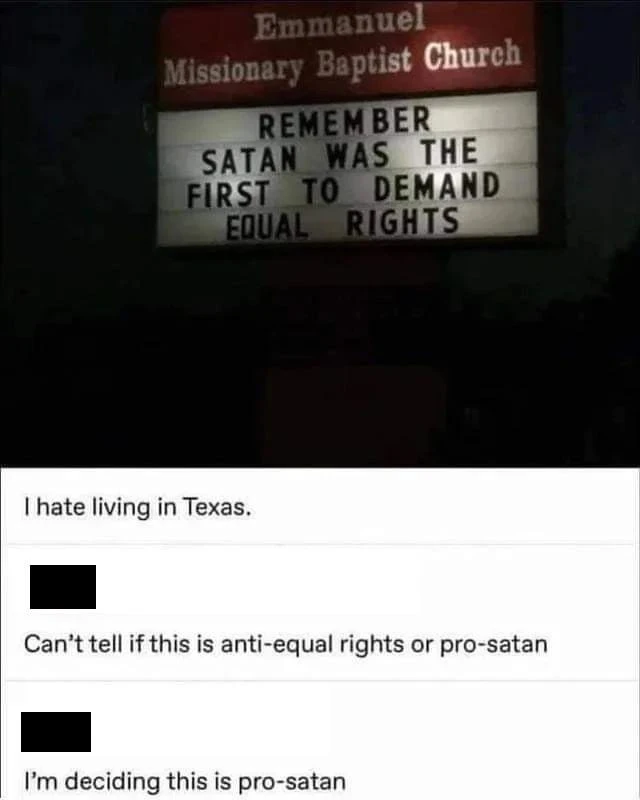 Emmanuel
Missionary Baptist Church
REMEMBER
SATAN WAS THE
FIRST TO DEMAND
EQUAL RIGHTS
I hate living in Texas.
Can't tell if this is anti-equal rights or pro-satan
I'm deciding this is pro-satan